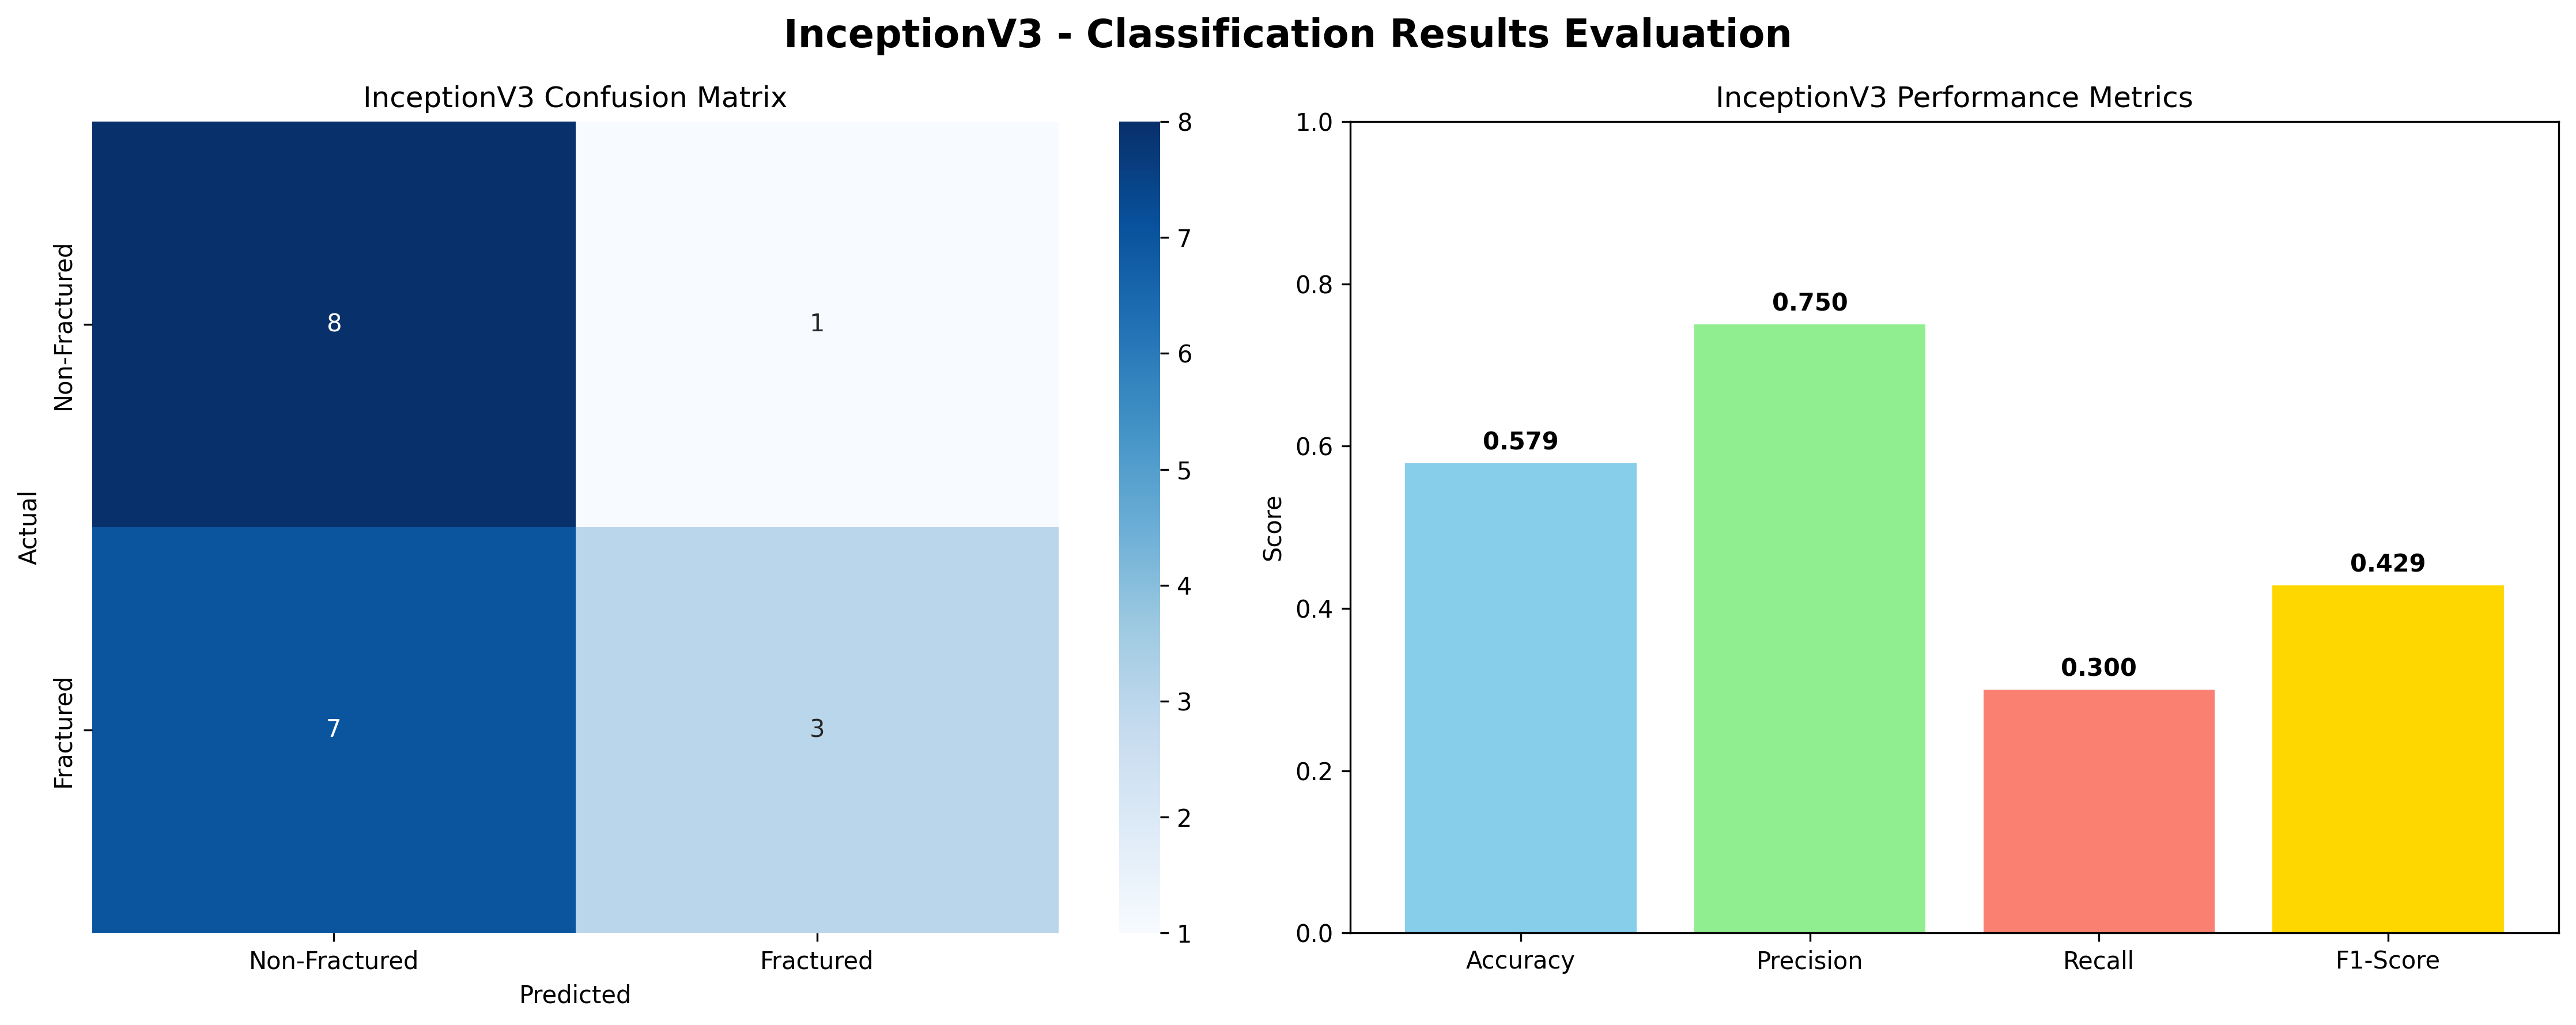 InceptionV3 - Classification Results Evaluation
InceptionV3 Confusion Matrix
Actual
Non-Fractured
Fractured
8
1
7
3
Non-Fractured
Fractured
Predicted
8
7
6
5
4
3
2
1
InceptionV3 Performance Metrics
Score
1.0
0.8
0.6
0.4
0.2
0.0
0.579
0.750
0.300
0.429
Accuracy
Precision
Recall
F1-Score